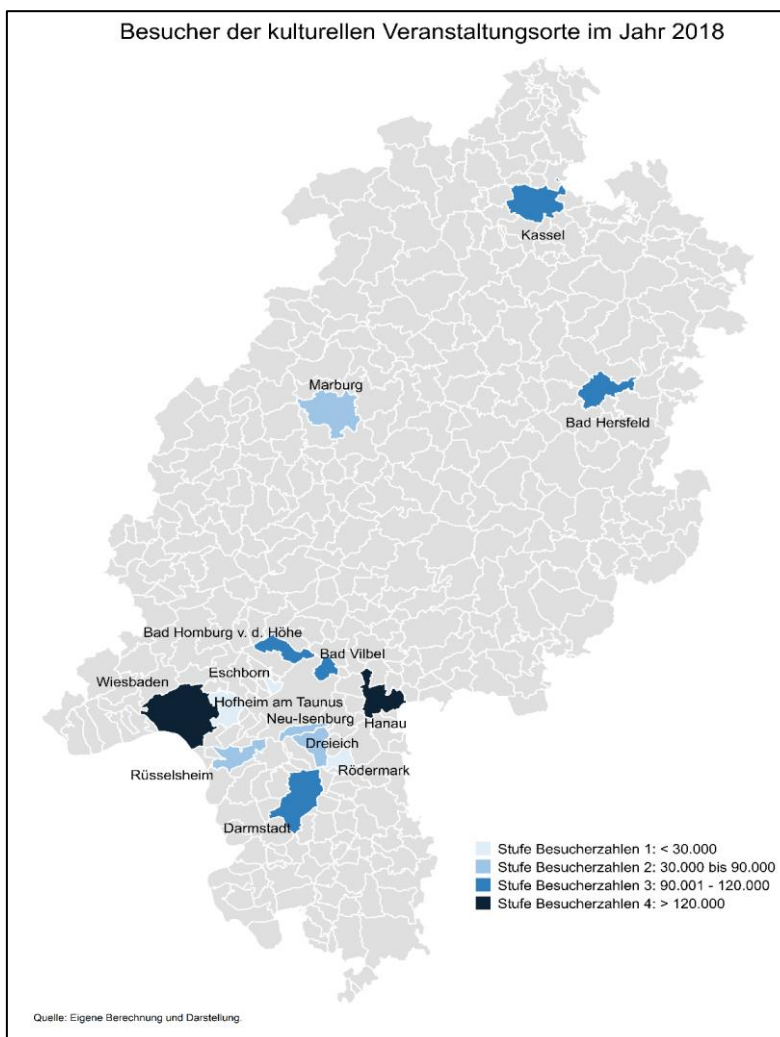 Besucher der kulturellen Veranstaltungsorte im Jahr 2018
Kassel
Marburg
Bad Hersfeld
Bad Homburg v. d. Höhe
Bad Vilbel
Eschborn
Wiesbaden
Hofheim am Taunus
Neu-Isenburg
Hanau
Dreieich
Rüsselsheim
Rödermark
Darmstadt
Stufe Besucherzahlen 1: < 30.000
Stufe Besucherzahlen 2: 30.000 bis 90.000
Stufe Besucherzahlen 3: 90.001 - 120.000
Stufe Besucherzahlen 4: > 120.000
Quelle: Eigene Berechnung und Darstellung.